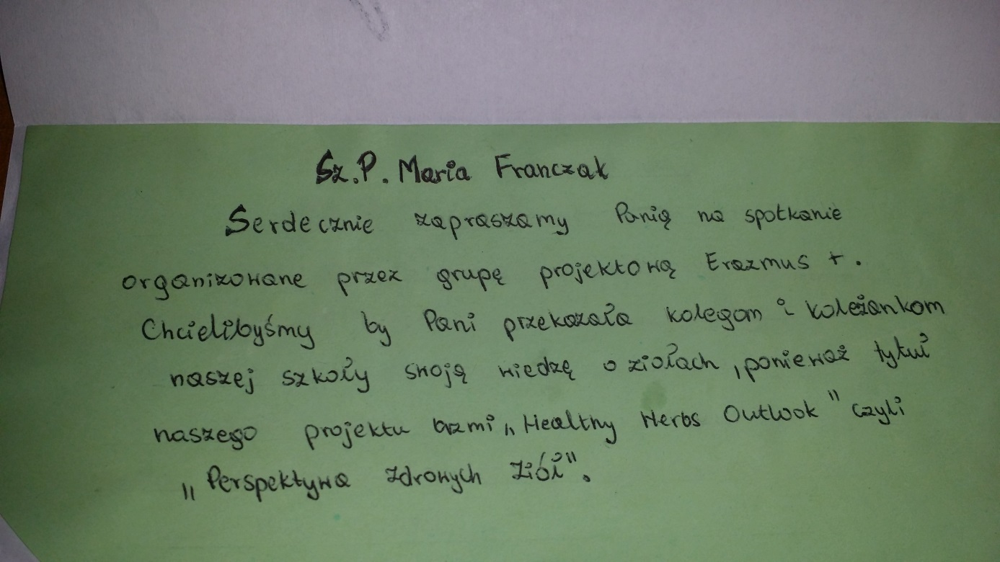 Sz.P. Maria Franczak
Serdecznie zapraszamy Panią na spotkanie
organizowane przez grupę projektową Erazmus +.
Chcielibyśmy by Pani przekazała kolegom i koleżankom
naszej szkoły swoją wiedzę o ziołach, ponieważ tytuł
naszego projektu brzmi „Healthy Herbs Outlook" czyli
„Perspektywa zdrowych ziół".